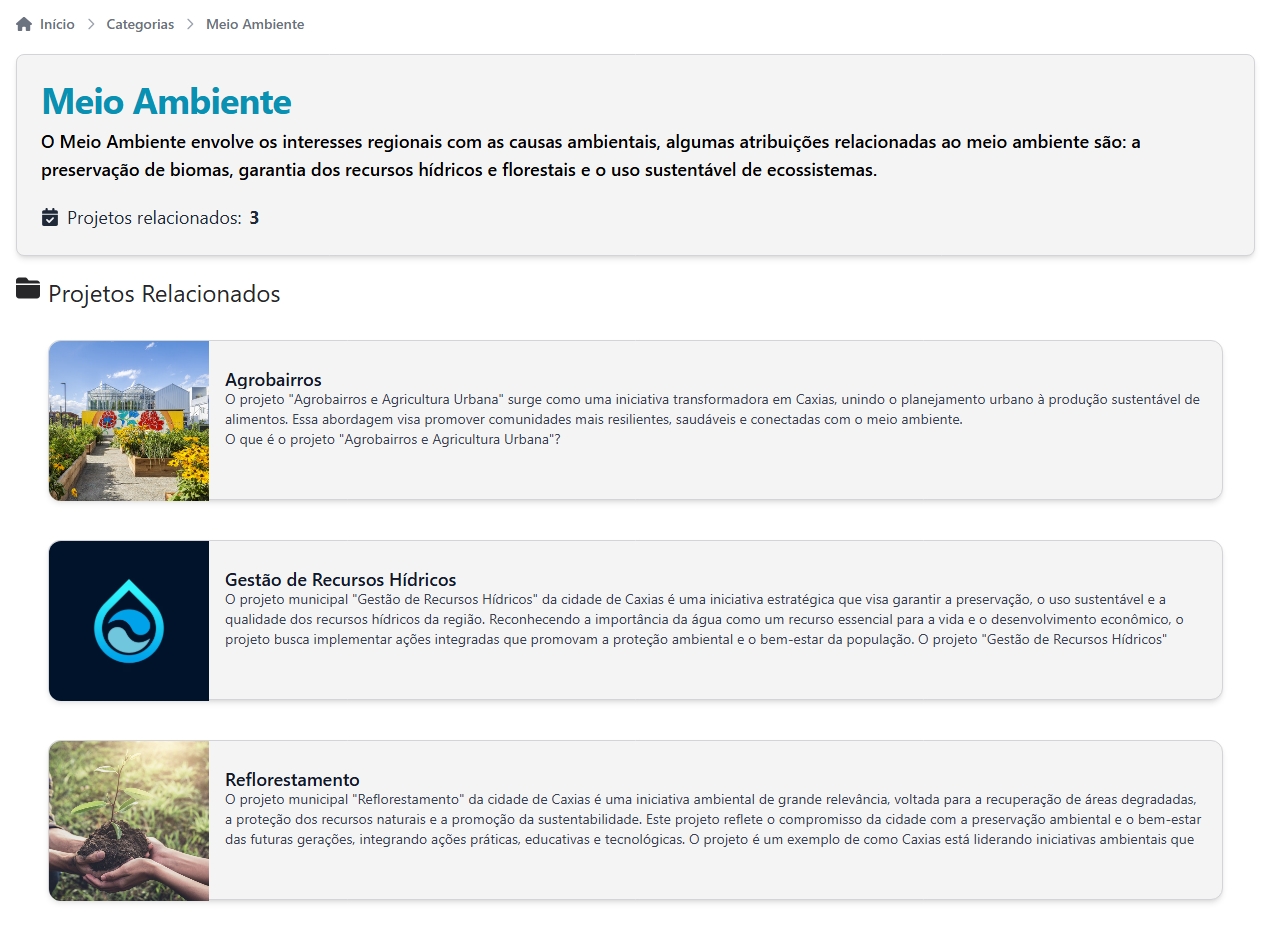 Início > Categorias > Meio Ambiente
Meio Ambiente
O Meio Ambiente envolve os interesses regionais com as causas ambientais, algumas atribuições relacionadas ao meio ambiente são: a
preservação de biomas, garantia dos recursos hídricos e florestais e o uso sustentável de ecossistemas.
Projetos relacionados: 3
Projetos Relacionados
Agrobairros
O projeto "Agrobairros e Agricultura Urbana" surge como uma iniciativa transformadora em Caxias, unindo o planejamento urbano à produção sustentável de
alimentos. Essa abordagem visa promover comunidades mais resilientes, saudáveis e conectadas com o meio ambiente.
O que é o projeto "Agrobairros e Agricultura Urbana"?
Gestão de Recursos Hídricos
O projeto municipal "Gestão de Recursos Hídricos" da cidade de Caxias é uma iniciativa estratégica que visa garantir a preservação, o uso sustentável e a
qualidade dos recursos hídricos da região. Reconhecendo a importância da água como um recurso essencial para a vida e o desenvolvimento econômico, o
projeto busca implementar ações integradas que promovam a proteção ambiental e o bem-estar da população. O projeto "Gestão de Recursos Hídricos"
Reflorestamento
O projeto municipal "Reflorestamento" da cidade de Caxias é uma iniciativa ambiental de grande relevância, voltada para a recuperação de áreas degradadas,
a proteção dos recursos naturais e a promoção da sustentabilidade. Este projeto reflete o compromisso da cidade com a preservação ambiental e o bem-estar
das futuras gerações, integrando ações práticas, educativas e tecnológicas. O projeto é um exemplo de como Caxias está liderando iniciativas ambientais que